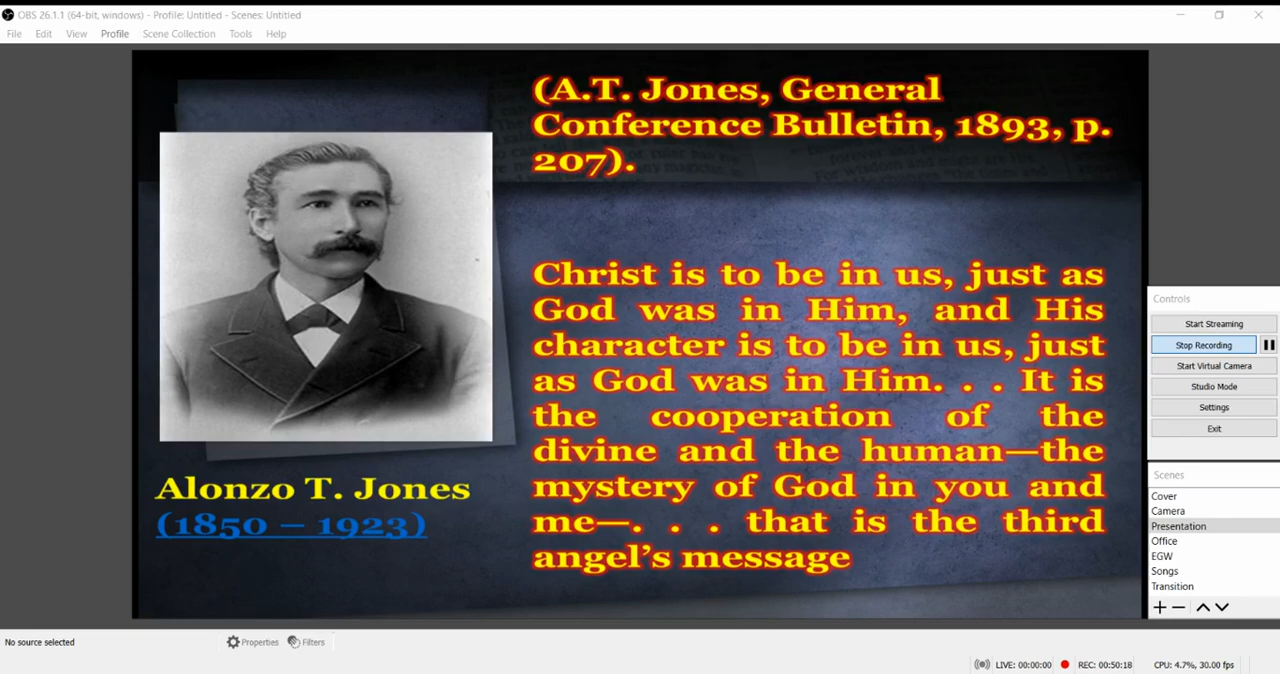 OBS 26.1.1 (64-bit, windows) - Profile: Untitled - Scenes: Untitled
File Edit View Profile Scene Collection Tools Help
(A.T. Jones, General
Conference Bulletin, 1893, p.
207).
Christ is to be in us, just as
God was in Him, and His
character is to be in us, just
as God was in Him. . . It is
the cooperation of the
divine and the human—the
mystery of God in you and
me—. . . that is the third
angel's message
Alonzo T. Jones
(1850 – 1923)
Controls
Start Streaming
Stop Recording
Start Virtual Camera
Studio Mode
Settings
Exit
Scenes
Cover
Camera
Presentation
Office
EGW
Songs
Transition
No source selected
Properties Filters
LIVE: 00:00:00 REC: 00:50:18 CPU: 4.7%, 30.00 fps